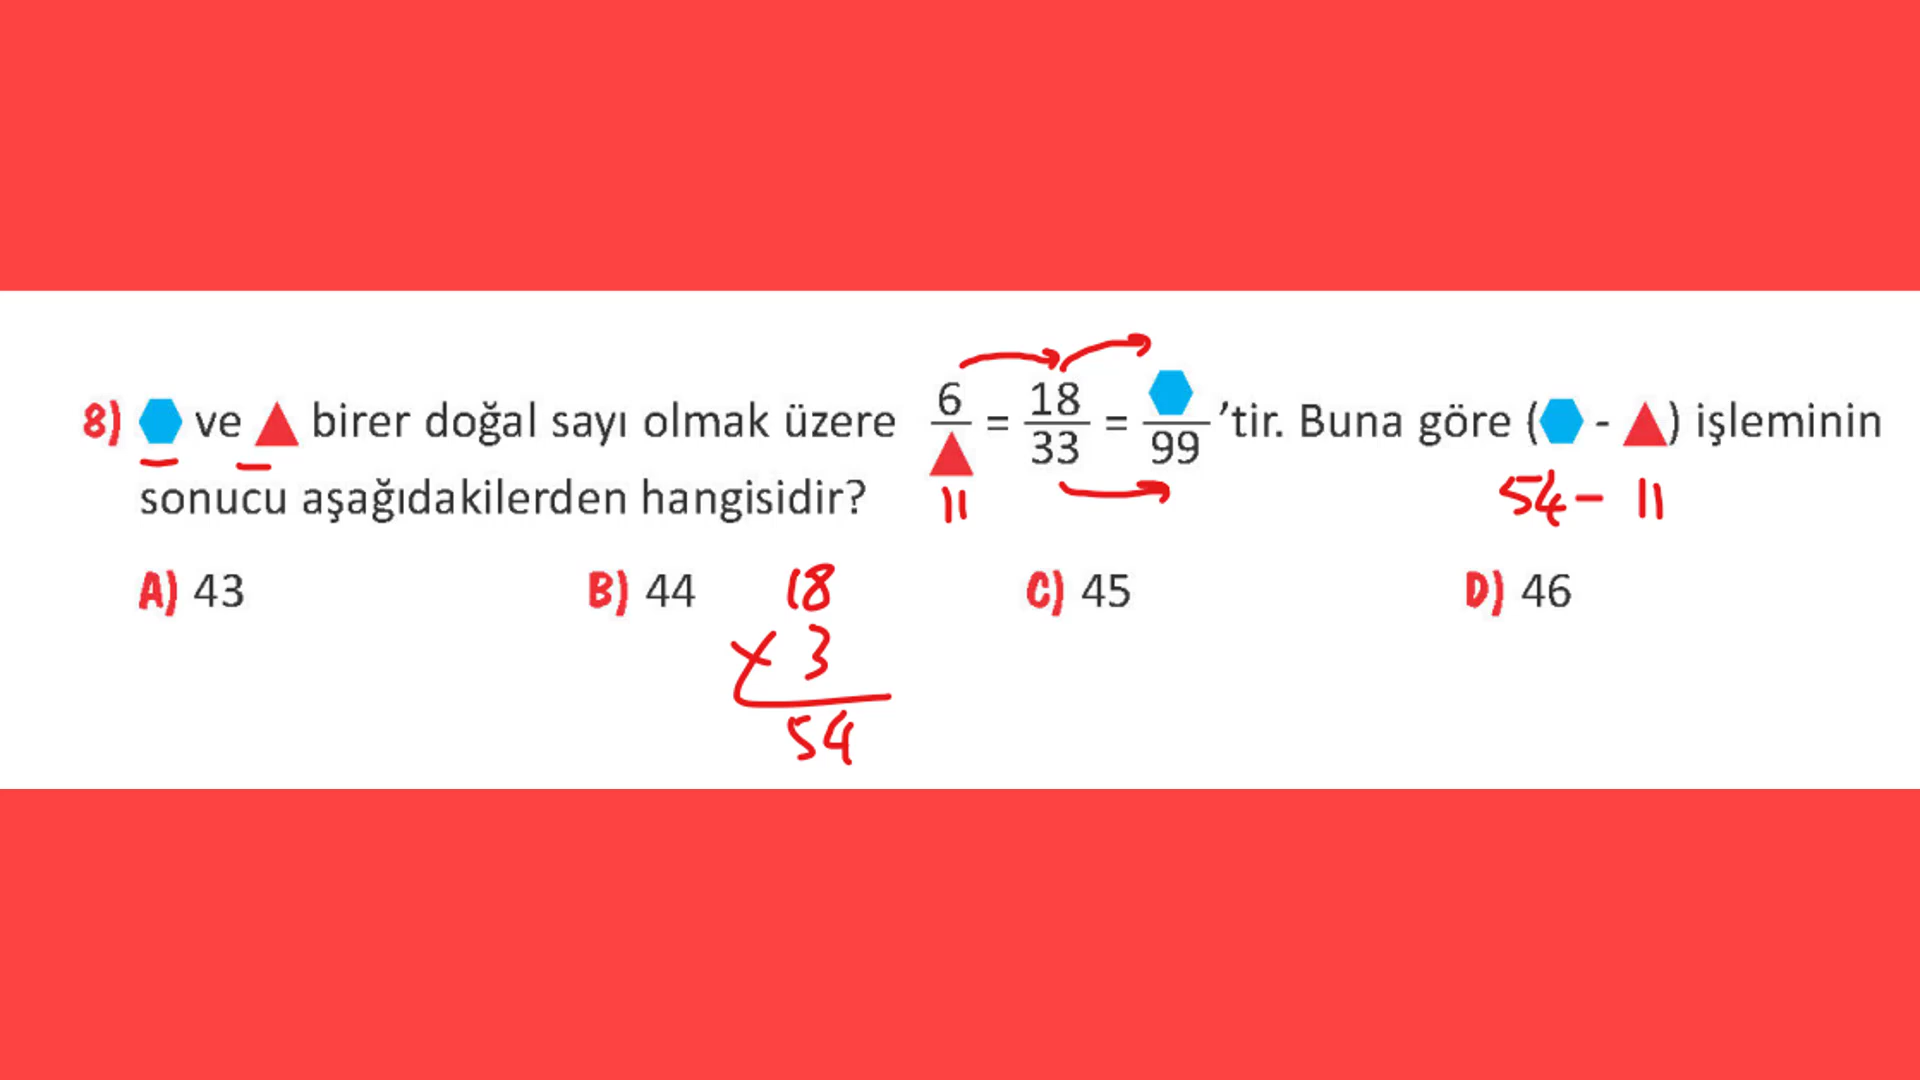 8) ve birer doğal sayı olmak üzere 6/ = 18/33 = /99 'tir. Buna göre ( - ) işleminin
11 54 - 11
sonucu aşağıdakilerden hangisidir?
A) 43 B) 44 C) 45 D) 46
18
x 3
54